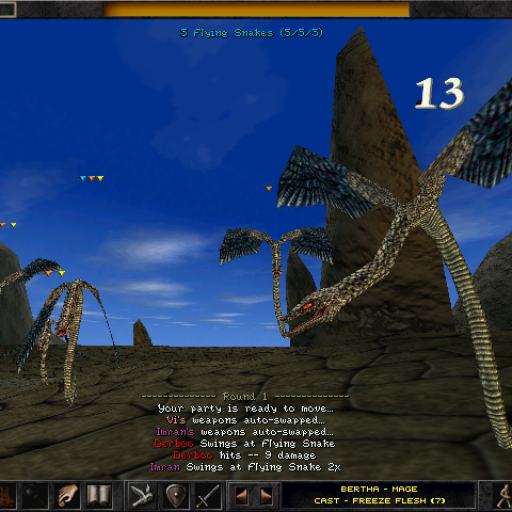 5 Flying Snakes (5/5/5)
13
-------------- Round 1 --------------
Your party is ready to move...
Vi's weapons auto-swapped...
Imran's weapons auto-swapped...
Derboo Swings at Flying Snake
Derboo hits -- 9 damage
Imran Swings at Flying Snake 2x
BERTHA - MAGE
CAST - FREEZE FLESH (7)